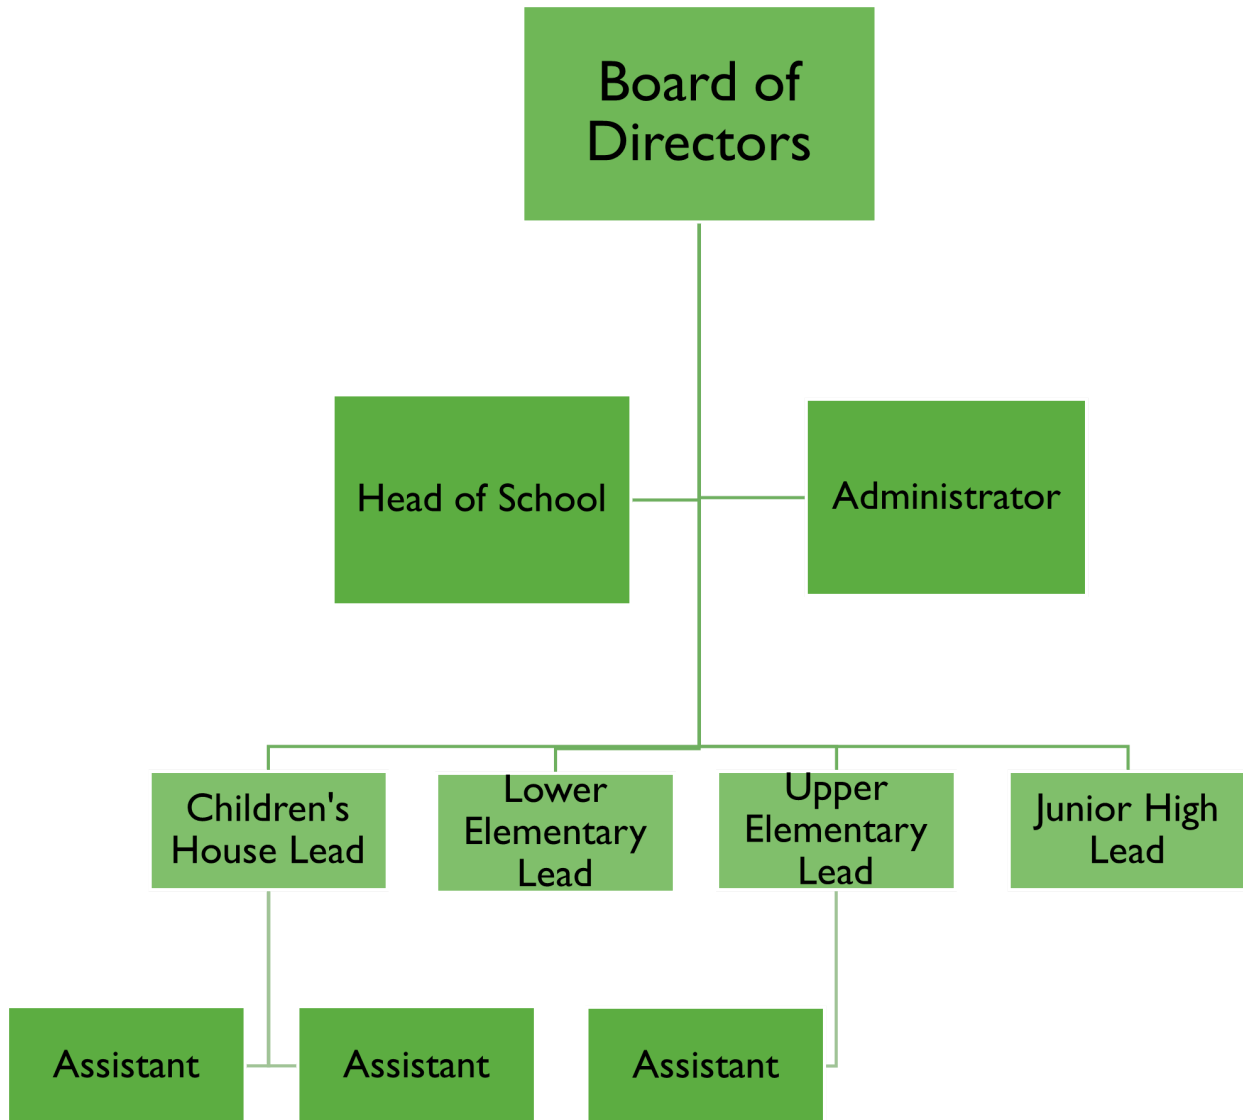 Board of
Directors
Head of School
Administrator
Children's
House Lead
Lower
Elementary
Lead
Upper
Elementary
Lead
Junior High
Lead
Assistant
Assistant
Assistant